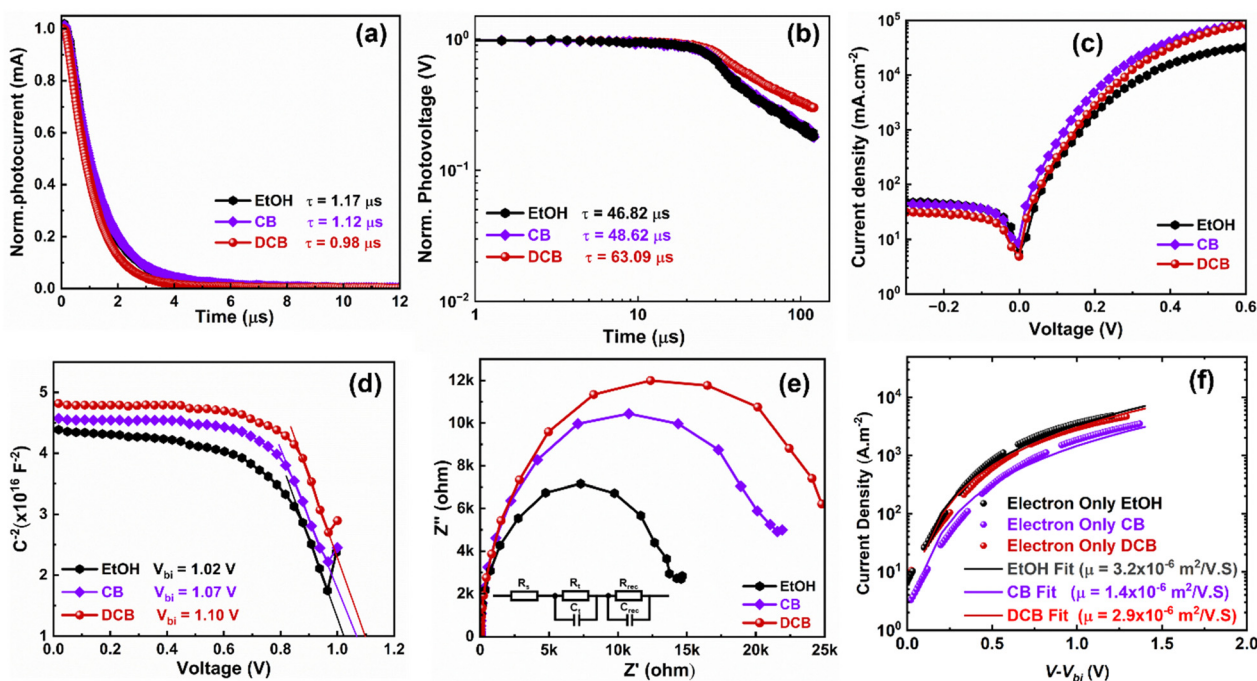 (a)
Norm.photocurrent (mA)
1.0
0.8
0.6
0.4
0.2
0.0
EtOH τ = 1.17 μs
CB τ = 1.12 μs
DCB τ = 0.98 μs
0 2 4 6 8 10 12
Time (μs)
(b)
Norm. Photovoltage (V)
10⁰
10⁻¹
10⁻²
EtOH τ = 46.82 μs
CB τ = 48.62 μs
DCB τ = 63.09 μs
1 10 100
Time (μs)
(c)
Current density (mA.cm⁻²)
10⁵
10⁴
10³
10²
10¹
10⁰
EtOH
CB
DCB
−0.2 0.0 0.2 0.4 0.6
Voltage (V)
(d)
C⁻²(x10¹⁶ F⁻²)
5
4
3
2
1
EtOH V_bi = 1.02 V
CB V_bi = 1.07 V
DCB V_bi = 1.10 V
0.0 0.2 0.4 0.6 0.8 1.0 1.2
Voltage (V)
(e)
Z'' (ohm)
12k
10k
8k
6k
4k
2k
0
R_s R_t R_rec
C_t C_rec
EtOH
CB
DCB
0 5k 10k 15k 20k 25k
Z' (ohm)
(f)
Current Density (A.m⁻²)
10⁵
10⁴
10³
10²
10¹
10⁰
Electron Only EtOH
Electron Only CB
Electron Only DCB
EtOH Fit (μ = 3.2x10⁻⁶ m²/V.S)
CB Fit (μ = 1.4x10⁻⁶ m²/V.S)
DCB Fit (μ = 2.9x10⁻⁶ m²/V.S)
0.0 0.5 1.0 1.5 2.0
V-V_bi (V)